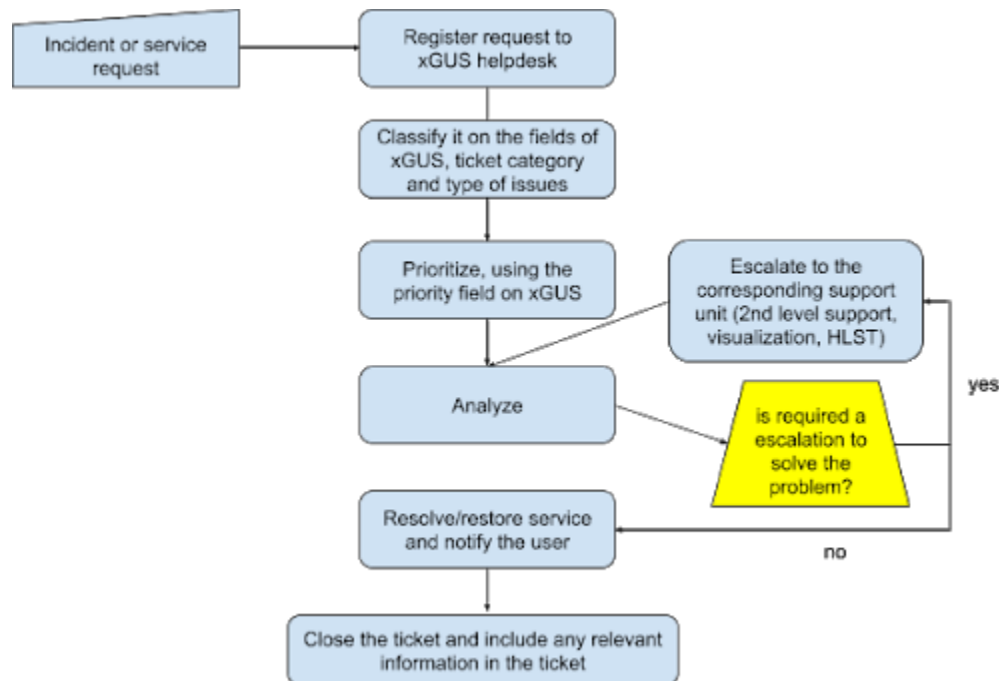 Incident or service
request
Register request to
xGUS helpdesk
Classify it on the fields of
xGUS, ticket category
and type of issues
Prioritize, using the
priority field on xGUS
Escalate to the
corresponding support
unit (2nd level support,
visualization, HLST)
Analyze
yes
is required a
escalation to
solve the
problem?
Resolve/restore service
and notify the user
no
Close the ticket and include any relevant
information in the ticket